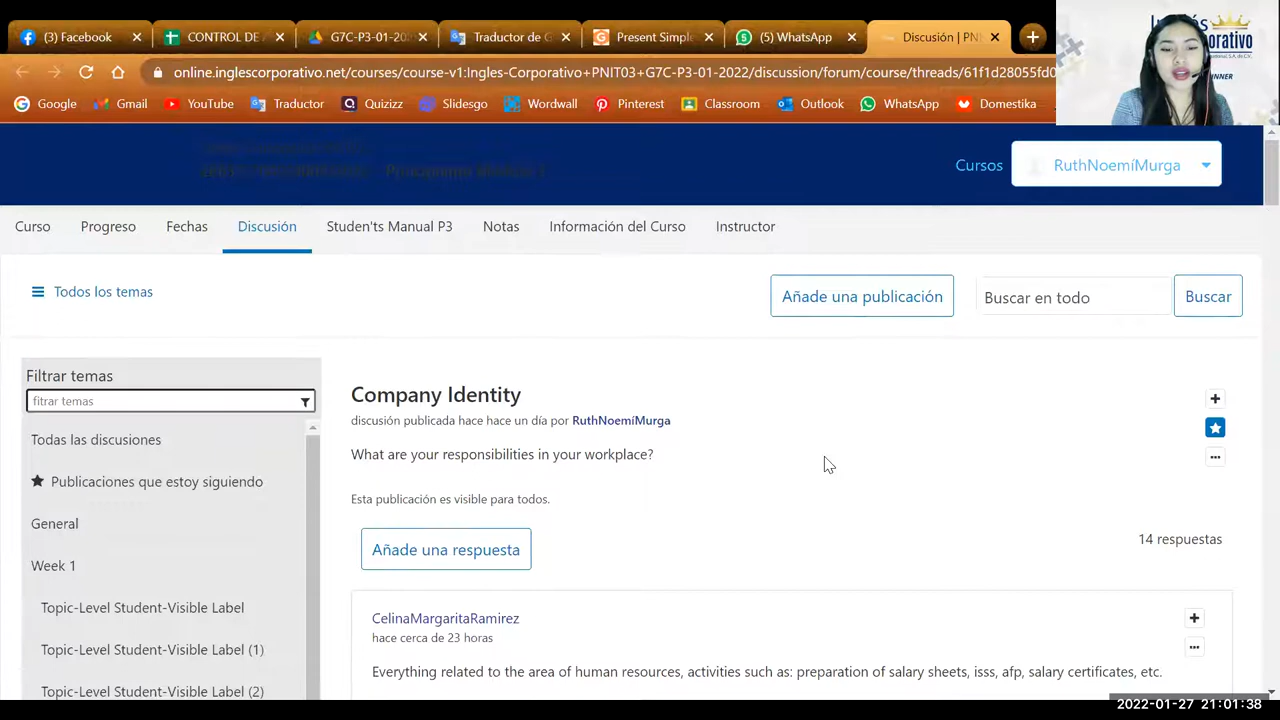 (3) Facebook
CONTROL DE
G7C-P3-01-20
Traductor de G
Present Simple
(5) WhatsApp
Discusión | PN
online.inglescorporativo.net/courses/course-v1:Ingles-Corporativo+PNIT03+G7C-P3-01-2022/discussion/forum/course/threads/61f1d28055fd0
Google
Gmail
YouTube
Traductor
Quizizz
Slidesgo
Wordwall
Pinterest
Classroom
Outlook
WhatsApp
Domestika
Cursos
RuthNoemíMurga
Curso
Progreso
Fechas
Discusión
Studen'ts Manual P3
Notas
Información del Curso
Instructor
Todos los temas
Añade una publicación
Buscar en todo
Buscar
Filtrar temas
fitrar temas
Todas las discusiones
Publicaciones que estoy siguiendo
General
Week 1
Topic-Level Student-Visible Label
Topic-Level Student-Visible Label (1)
Topic-Level Student-Visible Label (2)
Company Identity
discusión publicada hace hace un día por RuthNoemíMurga
What are your responsibilities in your workplace?
Esta publicación es visible para todos.
Añade una respuesta
14 respuestas
CelinaMargaritaRamirez
hace cerca de 23 horas
Everything related to the area of human resources, activities such as: preparation of salary sheets, isss, afp, salary certificates, etc.
2022-01-27 21:01:38